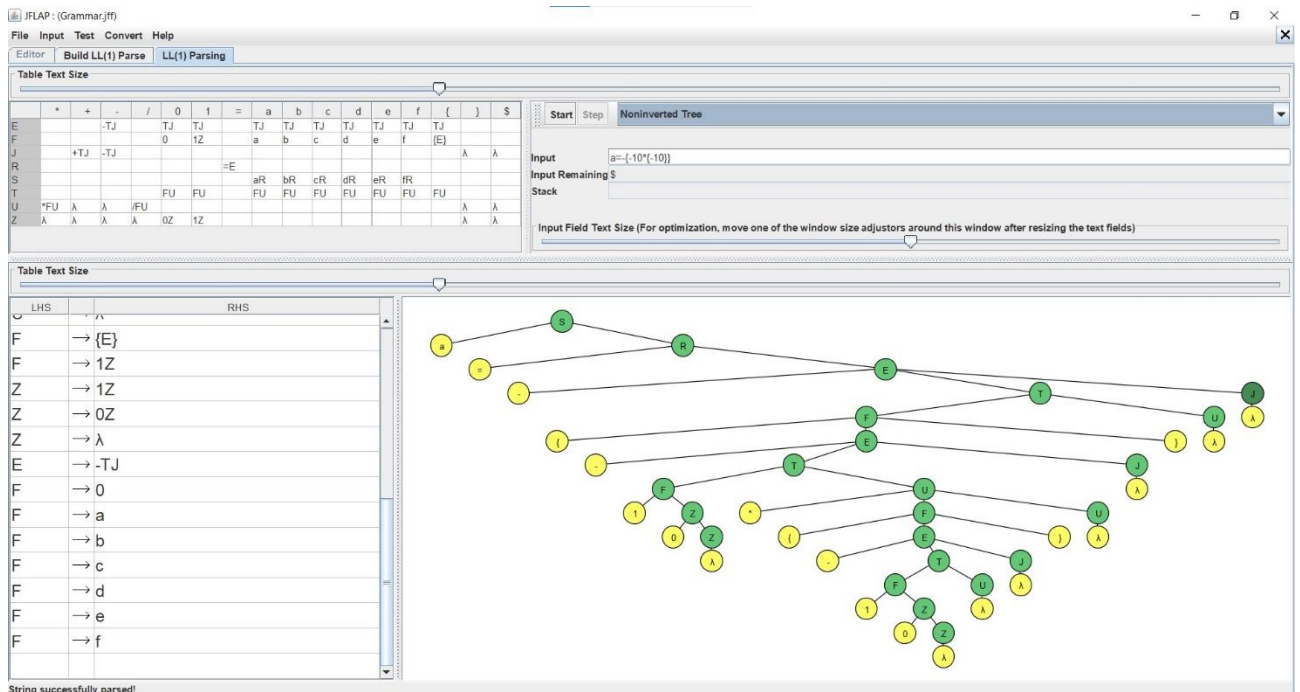 JFLAP : (Grammar.jff)
File Input Test Convert Help
Editor Build LL(1) Parse LL(1) Parsing
Table Text Size
* + - / 0 1 = a b c d e f { } $
E -TJ TJ TJ TJ TJ TJ TJ TJ TJ TJ
F 0 1Z a b c d e f {E}
J +TJ -TJ λ λ
R =E
S aR bR cR dR eR fR
T FU FU FU FU FU FU FU FU FU
U *FU λ λ /FU λ λ
Z λ λ λ λ 0Z 1Z λ λ
Start Step Noninverted Tree
Input a=-{-10*{-10}}
Input Remaining $
Stack
Input Field Text Size (For optimization, move one of the window size adjustors around this window after resizing the text fields)
Table Text Size
LHS RHS
F → {E}
F → 1Z
Z → 1Z
Z → 0Z
Z → λ
E → -TJ
F → 0
F → a
F → b
F → c
F → d
F → e
F → f
S
a R
= E
- T J
F U λ
{ E } λ
- T J
F U λ
1 Z * F U
0 Z { E } λ
λ - T J
F U λ
1 Z λ
0 Z
λ
String successfully parsed!